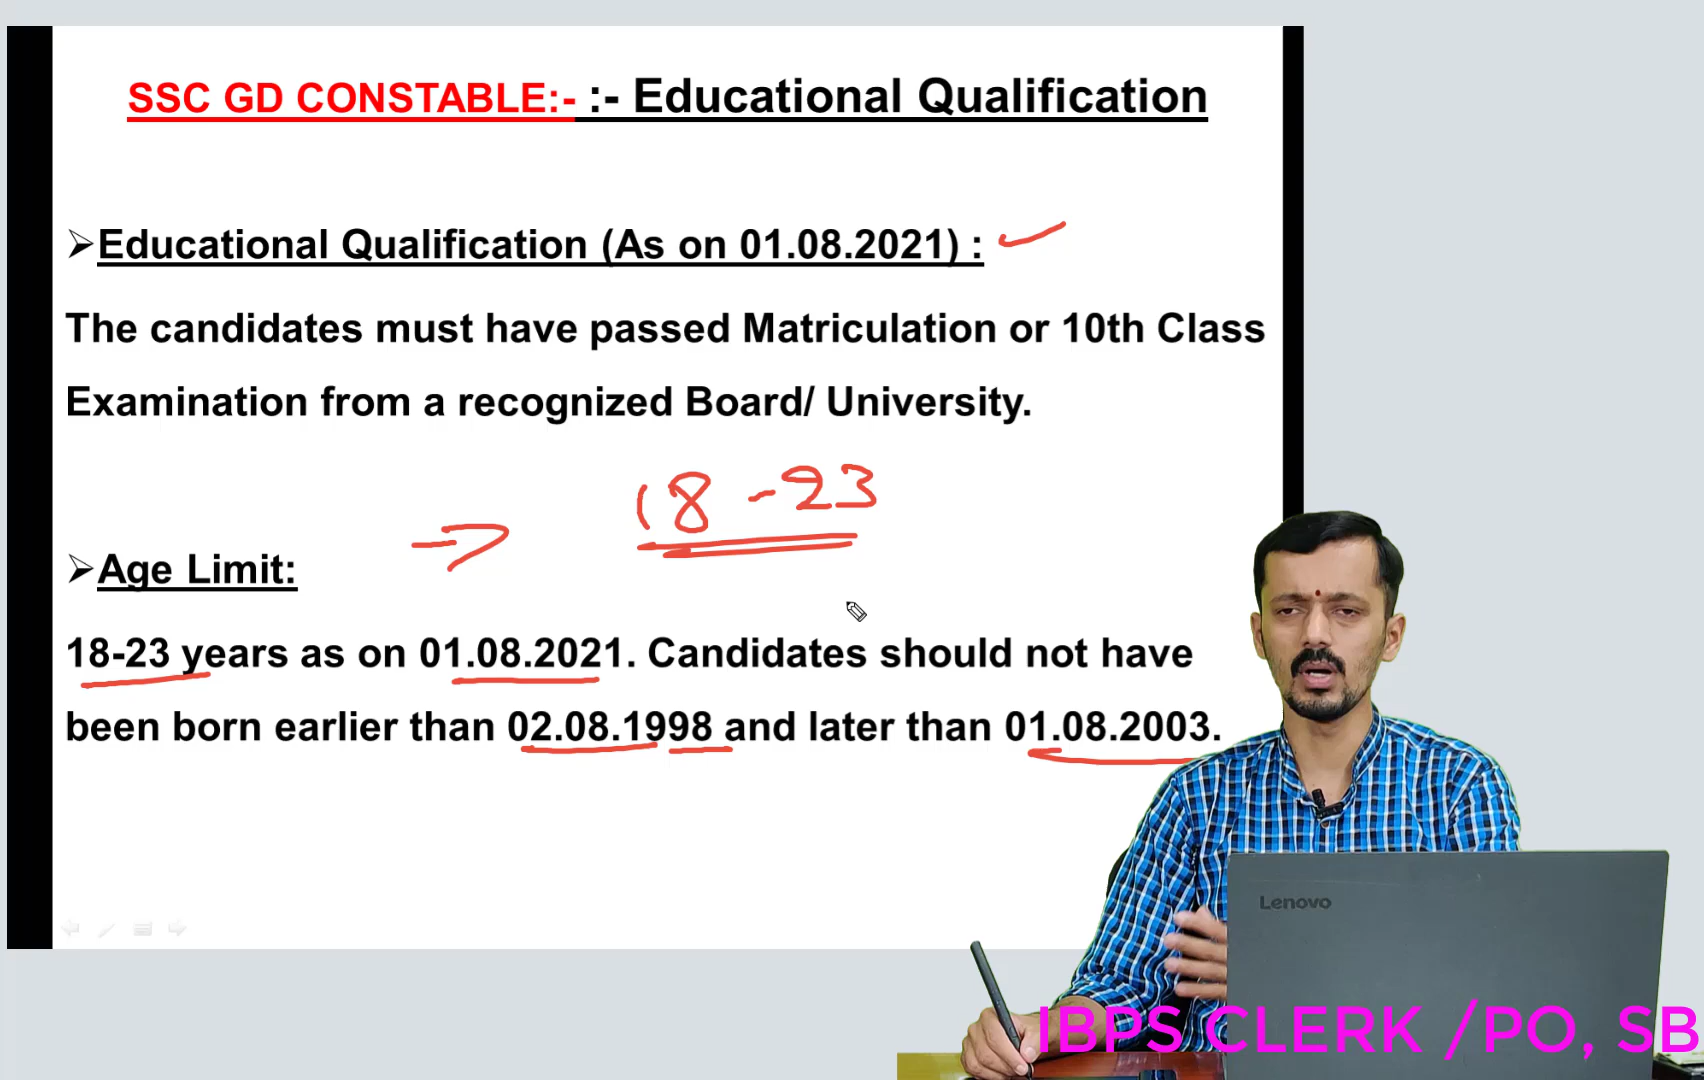 SSC GD CONSTABLE:- :- Educational Qualification
➢Educational Qualification (As on 01.08.2021) :
The candidates must have passed Matriculation or 10th Class
Examination from a recognized Board/ University.
18 - 23
➢Age Limit:
18-23 years as on 01.08.2021. Candidates should not have
been born earlier than 02.08.1998 and later than 01.08.2003.
Lenovo
IBPS CLERK /PO, SB